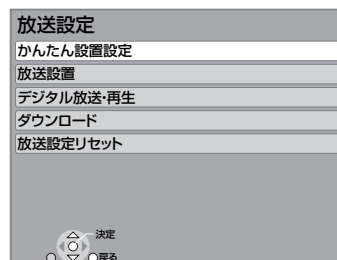 放送設定
かんたん設置設定
放送設置
デジタル放送・再生
ダウンロード
放送設定リセット
決定
戻る